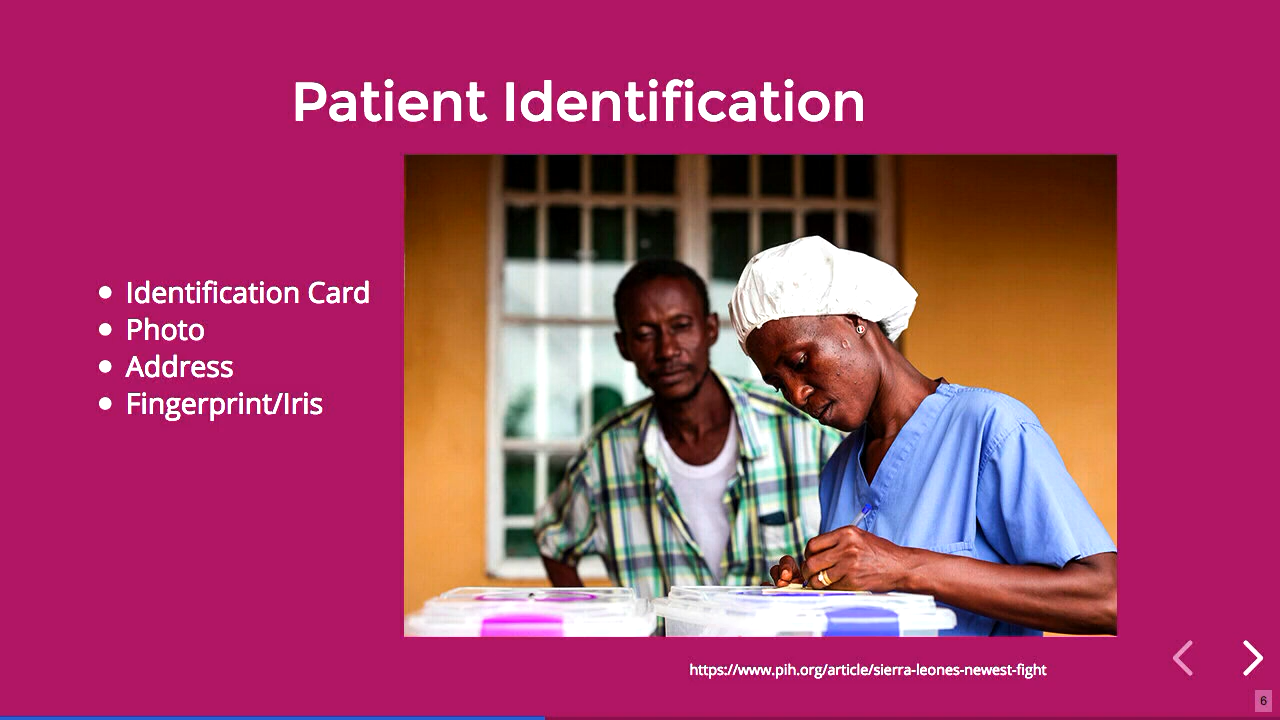 Patient Identification
Identification Card
Photo
Address
Fingerprint/Iris
https://www.pih.org/article/sierra-leones-newest-fight
6